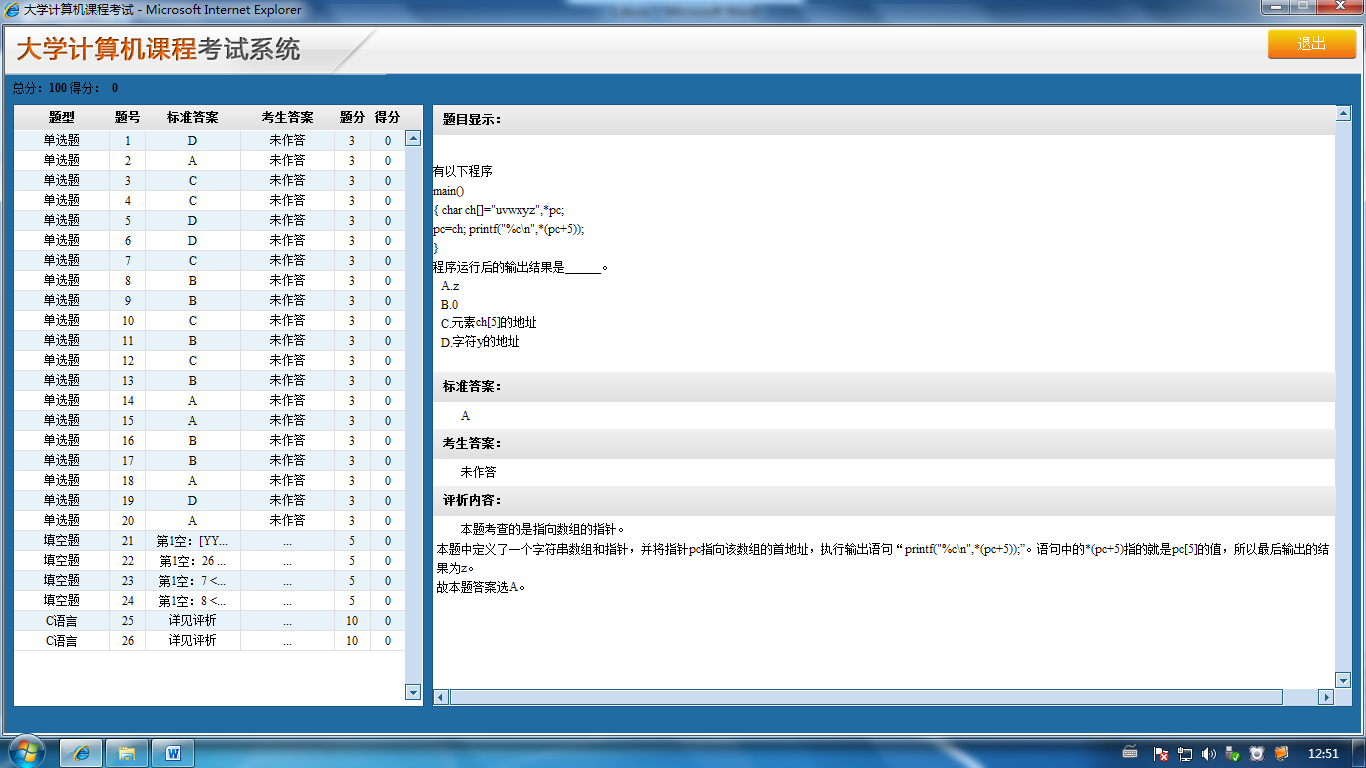 大学计算机课程考试 - Microsoft Internet Explorer
大学计算机课程考试系统
退出
总分：100 得分： 0
题型 题号 标准答案 考生答案 题分 得分
单选题 1 D 未作答 3 0
单选题 2 A 未作答 3 0
单选题 3 C 未作答 3 0
单选题 4 C 未作答 3 0
单选题 5 D 未作答 3 0
单选题 6 D 未作答 3 0
单选题 7 C 未作答 3 0
单选题 8 B 未作答 3 0
单选题 9 B 未作答 3 0
单选题 10 C 未作答 3 0
单选题 11 B 未作答 3 0
单选题 12 C 未作答 3 0
单选题 13 B 未作答 3 0
单选题 14 A 未作答 3 0
单选题 15 A 未作答 3 0
单选题 16 B 未作答 3 0
单选题 17 B 未作答 3 0
单选题 18 A 未作答 3 0
单选题 19 D 未作答 3 0
单选题 20 A 未作答 3 0
填空题 21 第1空：[YY... ... 5 0
填空题 22 第1空：26 ... ... 5 0
填空题 23 第1空：7 <... ... 5 0
填空题 24 第1空：8 <... ... 5 0
C语言 25 详见评析 ... 10 0
C语言 26 详见评析 ... 10 0
题目显示：
有以下程序
main()
{ char ch[]="uvwxyz",*pc;
pc=ch; printf("%c\n",*(pc+5));
}
程序运行后的输出结果是______。
A.z
B.0
C.元素ch[5]的地址
D.字符y的地址
标准答案：
A
考生答案：
未作答
评析内容：
本题考查的是指向数组的指针。
本题中定义了一个字符串数组和指针，并将指针pc指向该数组的首地址，执行输出语句“printf("%c\n",*(pc+5));”。语句中的*(pc+5)指的就是pc[5]的值，所以最后输出的结
果为z。
故本题答案选A。
12:51